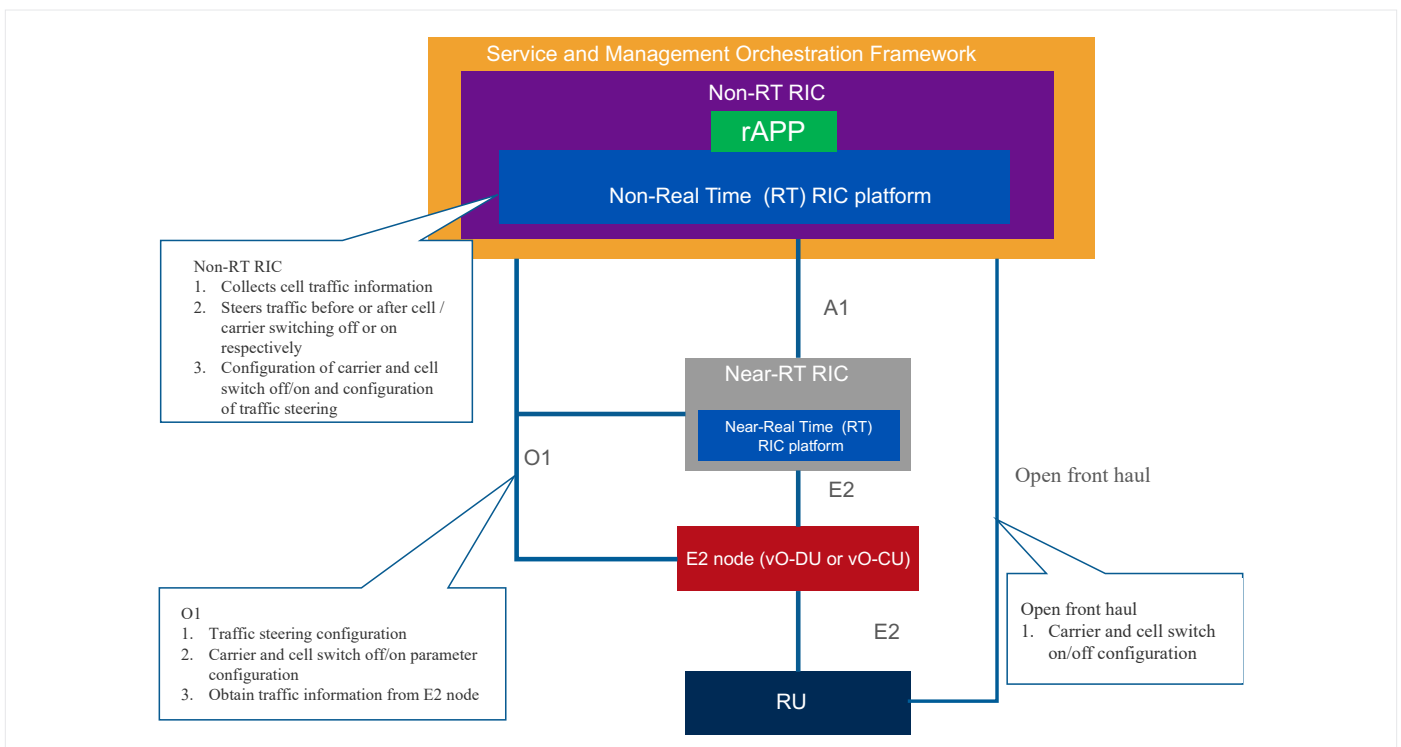 Service and Management Orchestration Framework
Non-RT RIC
rAPP
Non-Real Time (RT) RIC platform
Non-RT RIC
1. Collects cell traffic information
2. Steers traffic before or after cell /
carrier switching off or on
respectively
3. Configuration of carrier and cell
switch off/on and configuration
of traffic steering
A1
Near-RT RIC
Near-Real Time (RT)
RIC platform
O1
E2
Open front haul
E2 node (vO-DU or vO-CU)
O1
1. Traffic steering configuration
2. Carrier and cell switch off/on parameter
configuration
3. Obtain traffic information from E2 node
E2
Open front haul
1. Carrier and cell switch
on/off configuration
RU